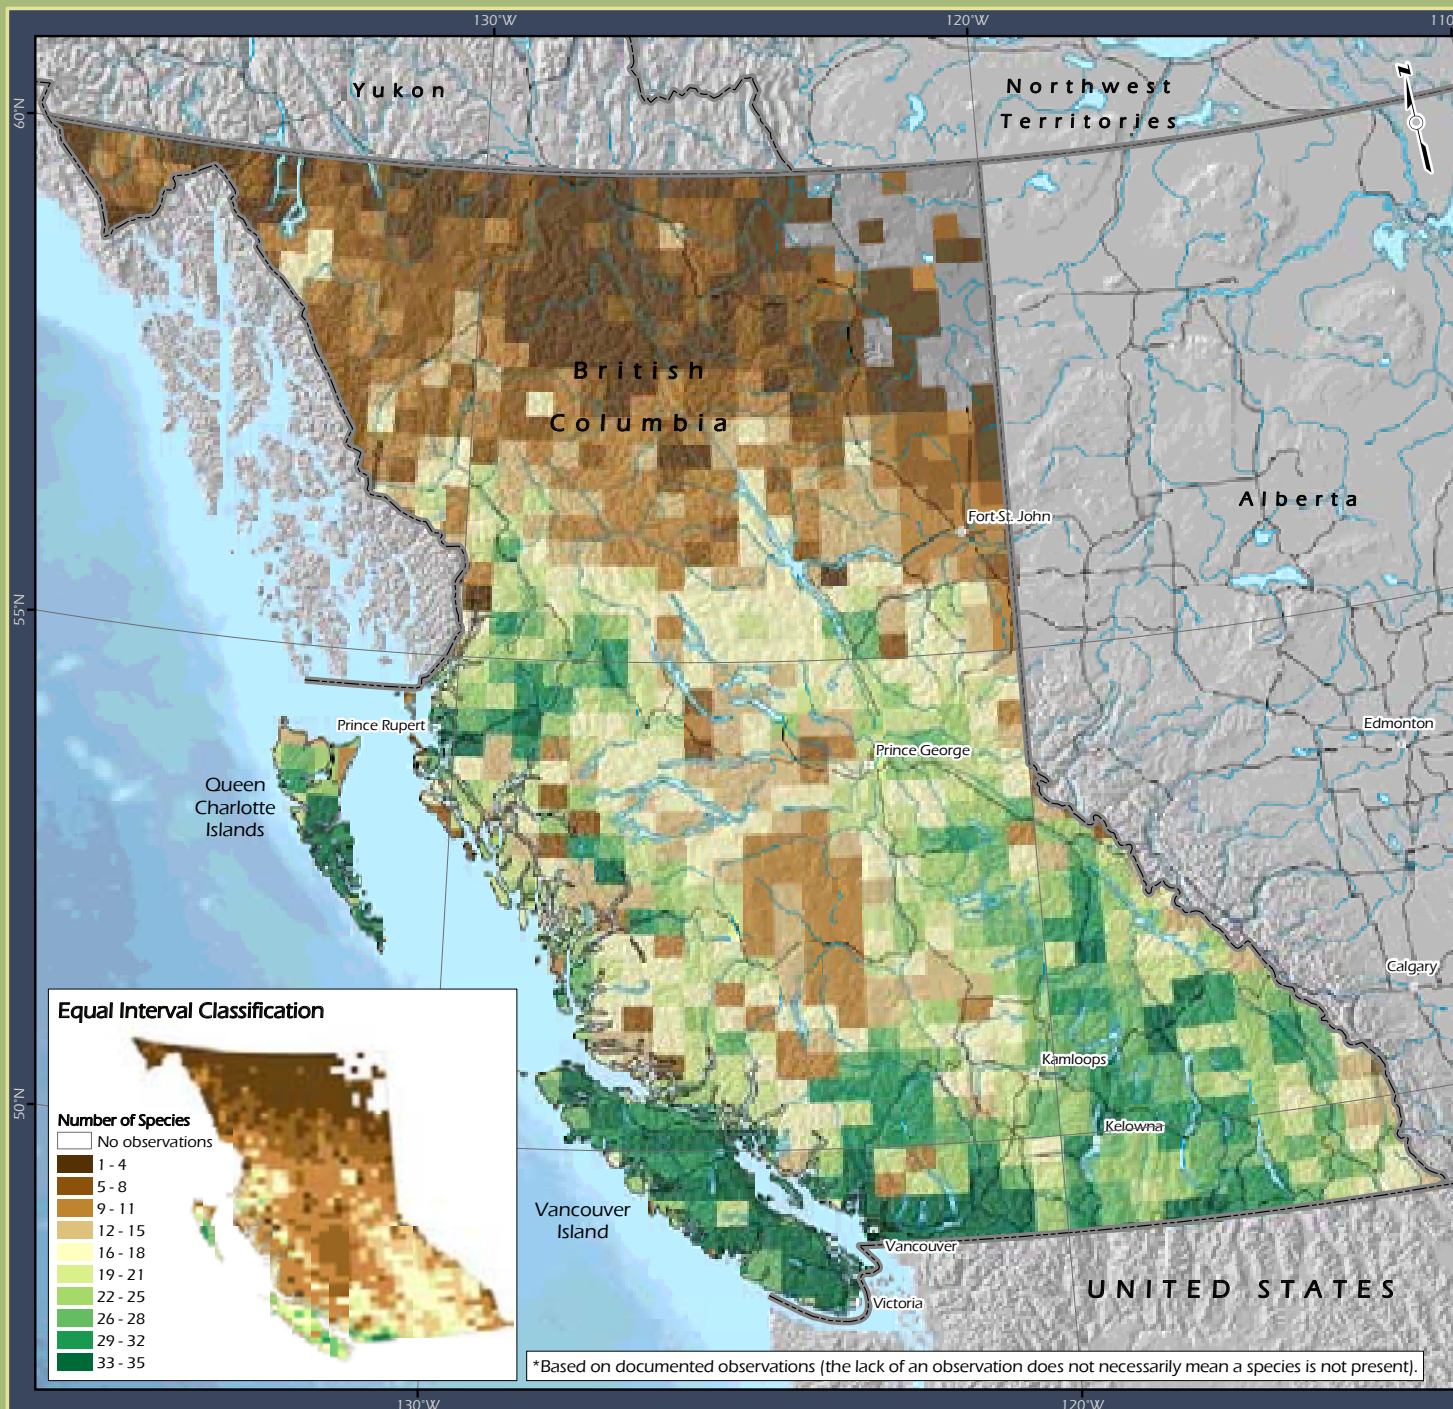 130°W
120°W
110
60°N
Yukon
Northwest
Territories
British
Columbia
Alberta
Fort St. John
55°N
Prince Rupert
Edmonton
Prince George
Queen
Charlotte
Islands
Calgary
Equal Interval Classification
Kamloops
50°N
Number of Species
No observations
1 - 4
5 - 8
9 - 11
12 - 15
16 - 18
19 - 21
22 - 25
26 - 28
29 - 32
33 - 35
Kelowna
Vancouver
Island
Vancouver
UNITED STATES
Victoria
*Based on documented observations (the lack of an observation does not necessarily mean a species is not present).
130°W
120°W